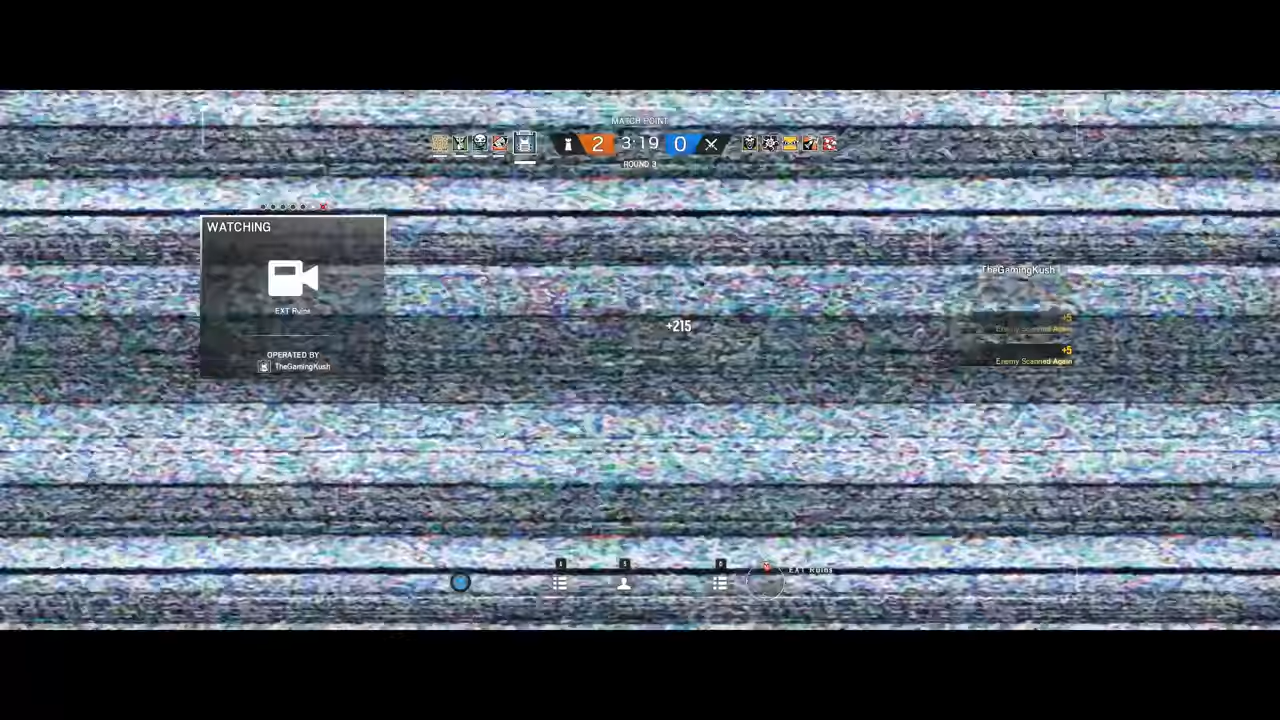 MATCH POINT
2 3:19 0
ROUND 3
WATCHING
EXT Ruins
OPERATED BY
TheGamingKush
+215
TheGamingKush
+5
Enemy Scanned Again
+5
Enemy Scanned Again
EXT Ruins